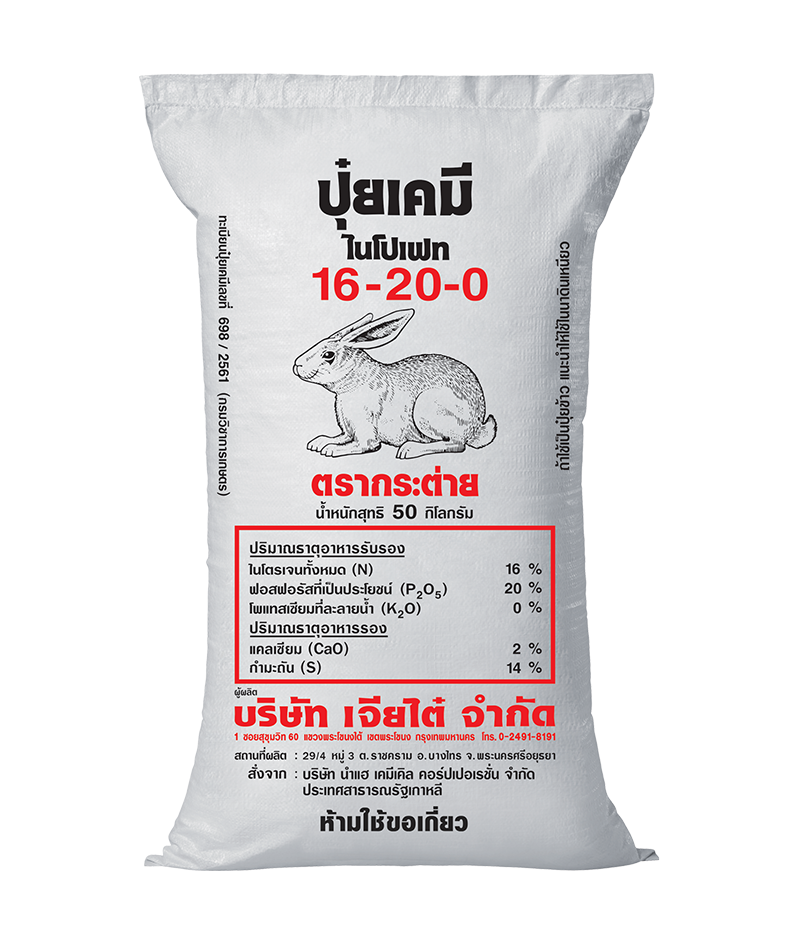 ปุ๋ยเคมี
ไนโปเฟท
16-20-0
ทะเบียนปุ๋ยเคมีเลขที่ 698 / 2561 (กรมวิชาการเกษตร)
ถ้าใช้เป็นปุ๋ยข้าว แนะนำให้ใช้ในนาดินเหนียว
ตรากระต่าย
น้ำหนักสุทธิ 50 กิโลกรัม
ปริมาณธาตุอาหารรับรอง
ไนโตรเจนทั้งหมด (N) 16 %
ฟอสฟอรัสที่เป็นประโยชน์ (P₂O₅) 20 %
โพแทสเซียมที่ละลายน้ำ (K₂O) 0 %
ปริมาณธาตุอาหารรอง
แคลเซียม (CaO) 2 %
กำมะถัน (S) 14 %
ผู้ผลิต
บริษัท เจียไต๋ จำกัด
1 ซอยสุขุมวิท 60 แขวงพระโขนงใต้ เขตพระโขนง กรุงเทพมหานคร โทร. 0-2491-8191
สถานที่ผลิต : 29/4 หมู่ 3 ต.ราชคราม อ.บางไทร จ.พระนครศรีอยุธยา
สั่งจาก : บริษัท นำแฮ เคมีเคิล คอร์ปเปอเรชั่น จำกัด
ประเทศสาธารณรัฐเกาหลี
ห้ามใช้ขอเกี่ยว